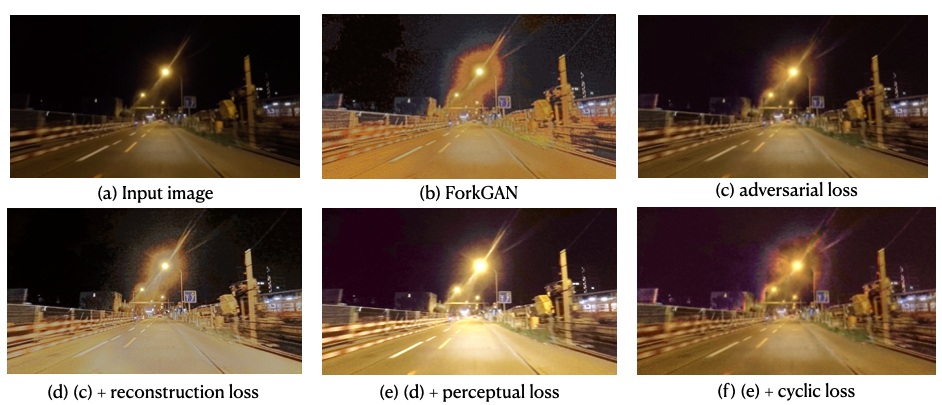 (a) Input image
(b) ForkGAN
(c) adversarial loss
(d) (c) + reconstruction loss
(e) (d) + perceptual loss
(f) (e) + cyclic loss